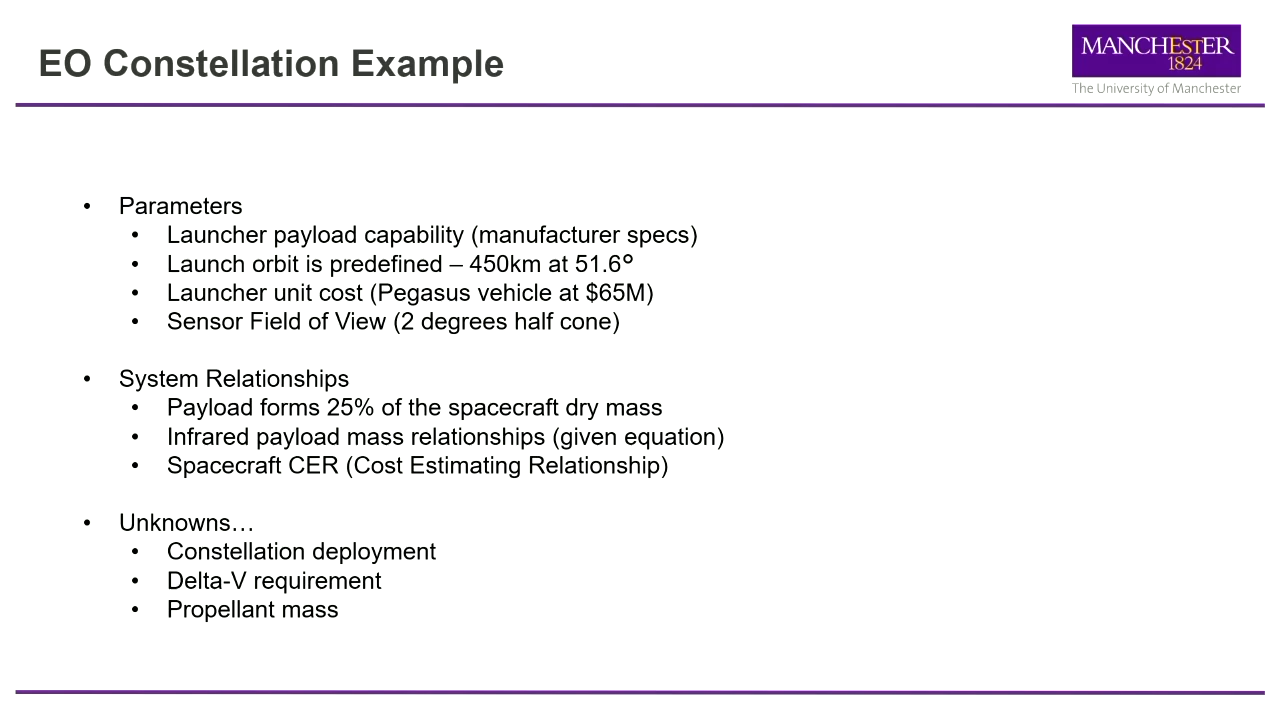 EO Constellation Example
MANCHESTER
1824
The University of Manchester
• Parameters
• Launcher payload capability (manufacturer specs)
• Launch orbit is predefined – 450km at 51.6°
• Launcher unit cost (Pegasus vehicle at $65M)
• Sensor Field of View (2 degrees half cone)
• System Relationships
• Payload forms 25% of the spacecraft dry mass
• Infrared payload mass relationships (given equation)
• Spacecraft CER (Cost Estimating Relationship)
• Unknowns…
• Constellation deployment
• Delta-V requirement
• Propellant mass